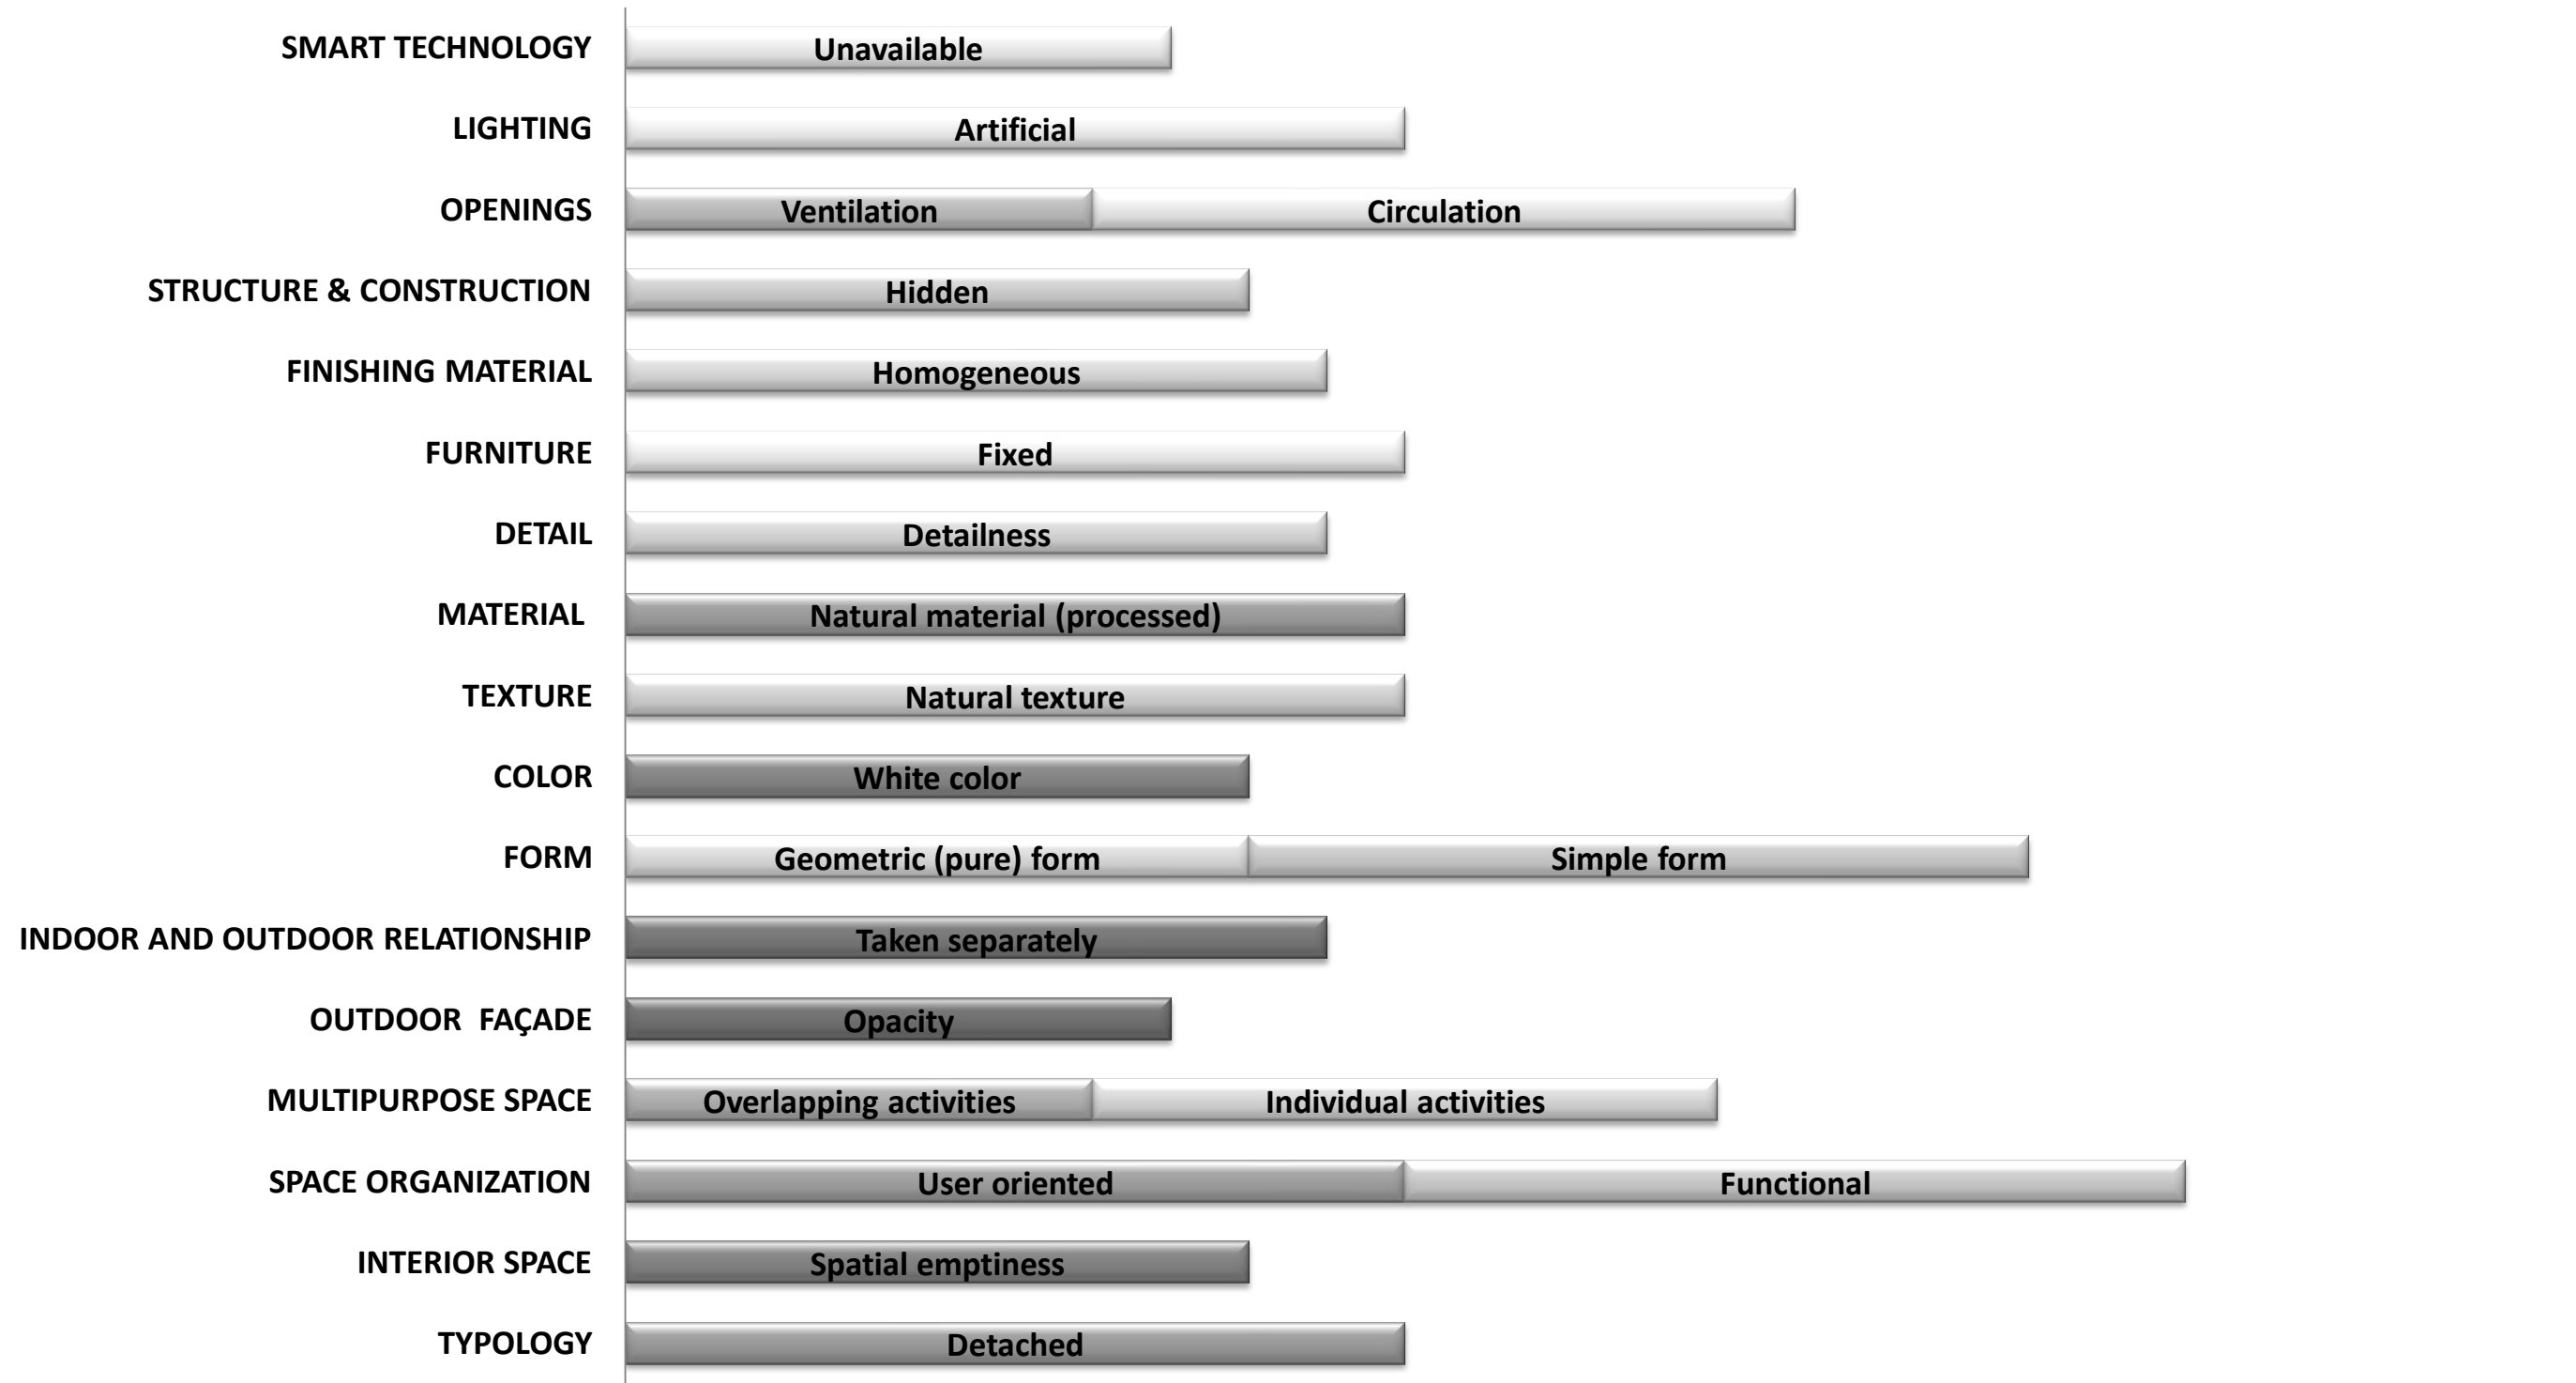 SMART TECHNOLOGY Unavailable
LIGHTING Artificial
OPENINGS Ventilation Circulation
STRUCTURE & CONSTRUCTION Hidden
FINISHING MATERIAL Homogeneous
FURNITURE Fixed
DETAIL Detailness
MATERIAL Natural material (processed)
TEXTURE Natural texture
COLOR White color
FORM Geometric (pure) form Simple form
INDOOR AND OUTDOOR RELATIONSHIP Taken separately
OUTDOOR FAÇADE Opacity
MULTIPURPOSE SPACE Overlapping activities Individual activities
SPACE ORGANIZATION User oriented Functional
INTERIOR SPACE Spatial emptiness
TYPOLOGY Detached